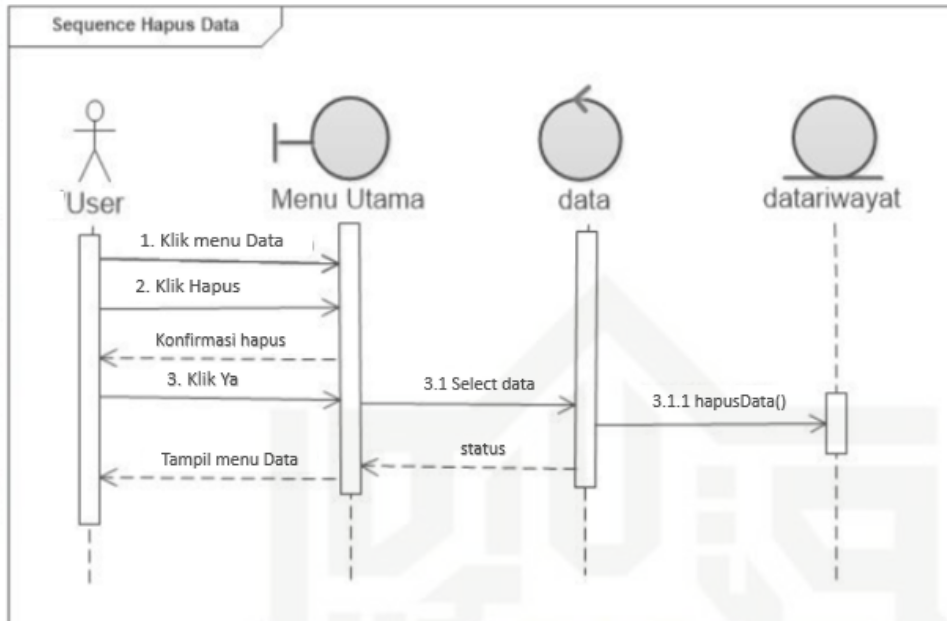 Sequence Hapus Data
User
Menu Utama
data
datariwayat
1. Klik menu Data
2. Klik Hapus
Konfirmasi hapus
3. Klik Ya
3.1 Select data
3.1.1 hapusData()
status
Tampil menu Data